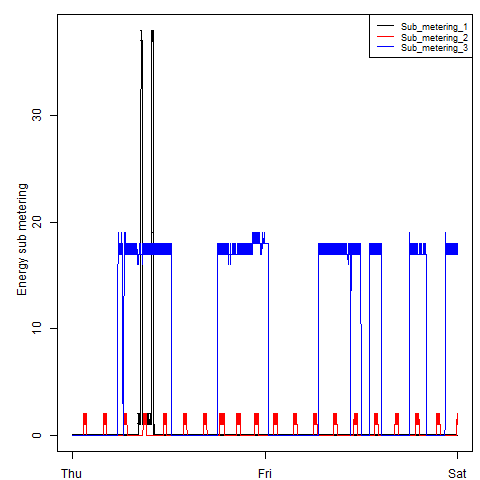 Sub_metering_1
Sub_metering_2
Sub_metering_3
Energy sub metering
30
20
10
0
Thu Fri Sat